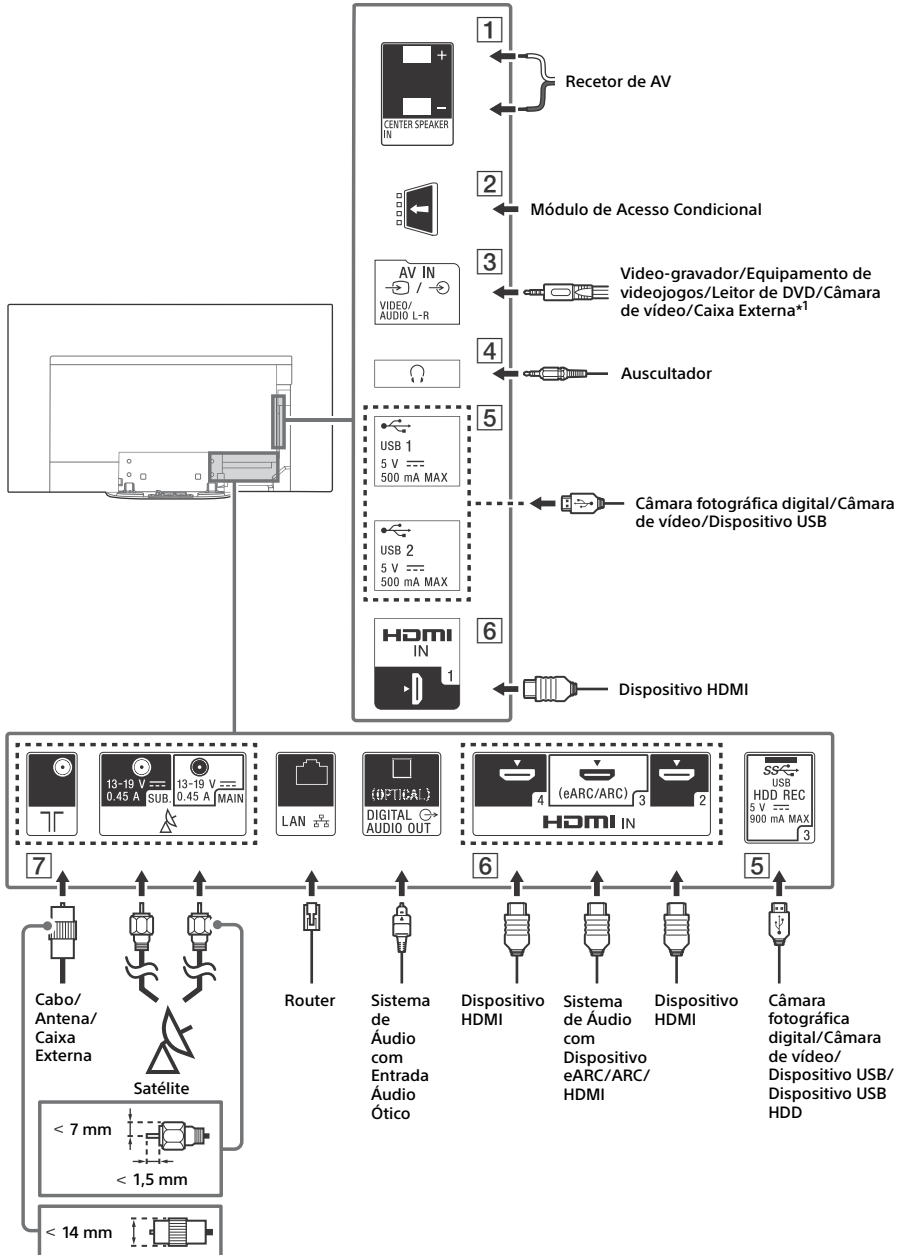 1
+
−
CENTER SPEAKER
IN
Recetor de AV
2
Módulo de Acesso Condicional
3
AV IN
/
VIDEO/
AUDIO L-R
Video-gravador/Equipamento de
videojogos/Leitor de DVD/Câmara
de vídeo/Caixa Externa*1
4
Auscultador
5
USB 1
5 V
500 mA MAX
USB 2
5 V
500 mA MAX
Câmara fotográfica digital/Câmara
de vídeo/Dispositivo USB
6
HDMI
IN
1
Dispositivo HDMI
13-19 V
0.45 A SUB.
13-19 V
0.45 A MAIN
LAN
(OPTICAL)
DIGITAL
AUDIO OUT
4
(eARC/ARC) 3
2
HDMI IN
SS
USB
HDD REC
5 V
900 mA MAX
3
7
6
5
Cabo/
Antena/
Caixa
Externa
Satélite
Router
Sistema
de
Áudio
com
Entrada
Áudio
Ótico
Dispositivo
HDMI
Sistema
de Áudio
com
Dispositivo
eARC/ARC/
HDMI
Dispositivo
HDMI
Câmara
fotográfica
digital/Câmara
de vídeo/
Dispositivo USB/
Dispositivo USB
HDD
< 7 mm
< 1,5 mm
< 14 mm